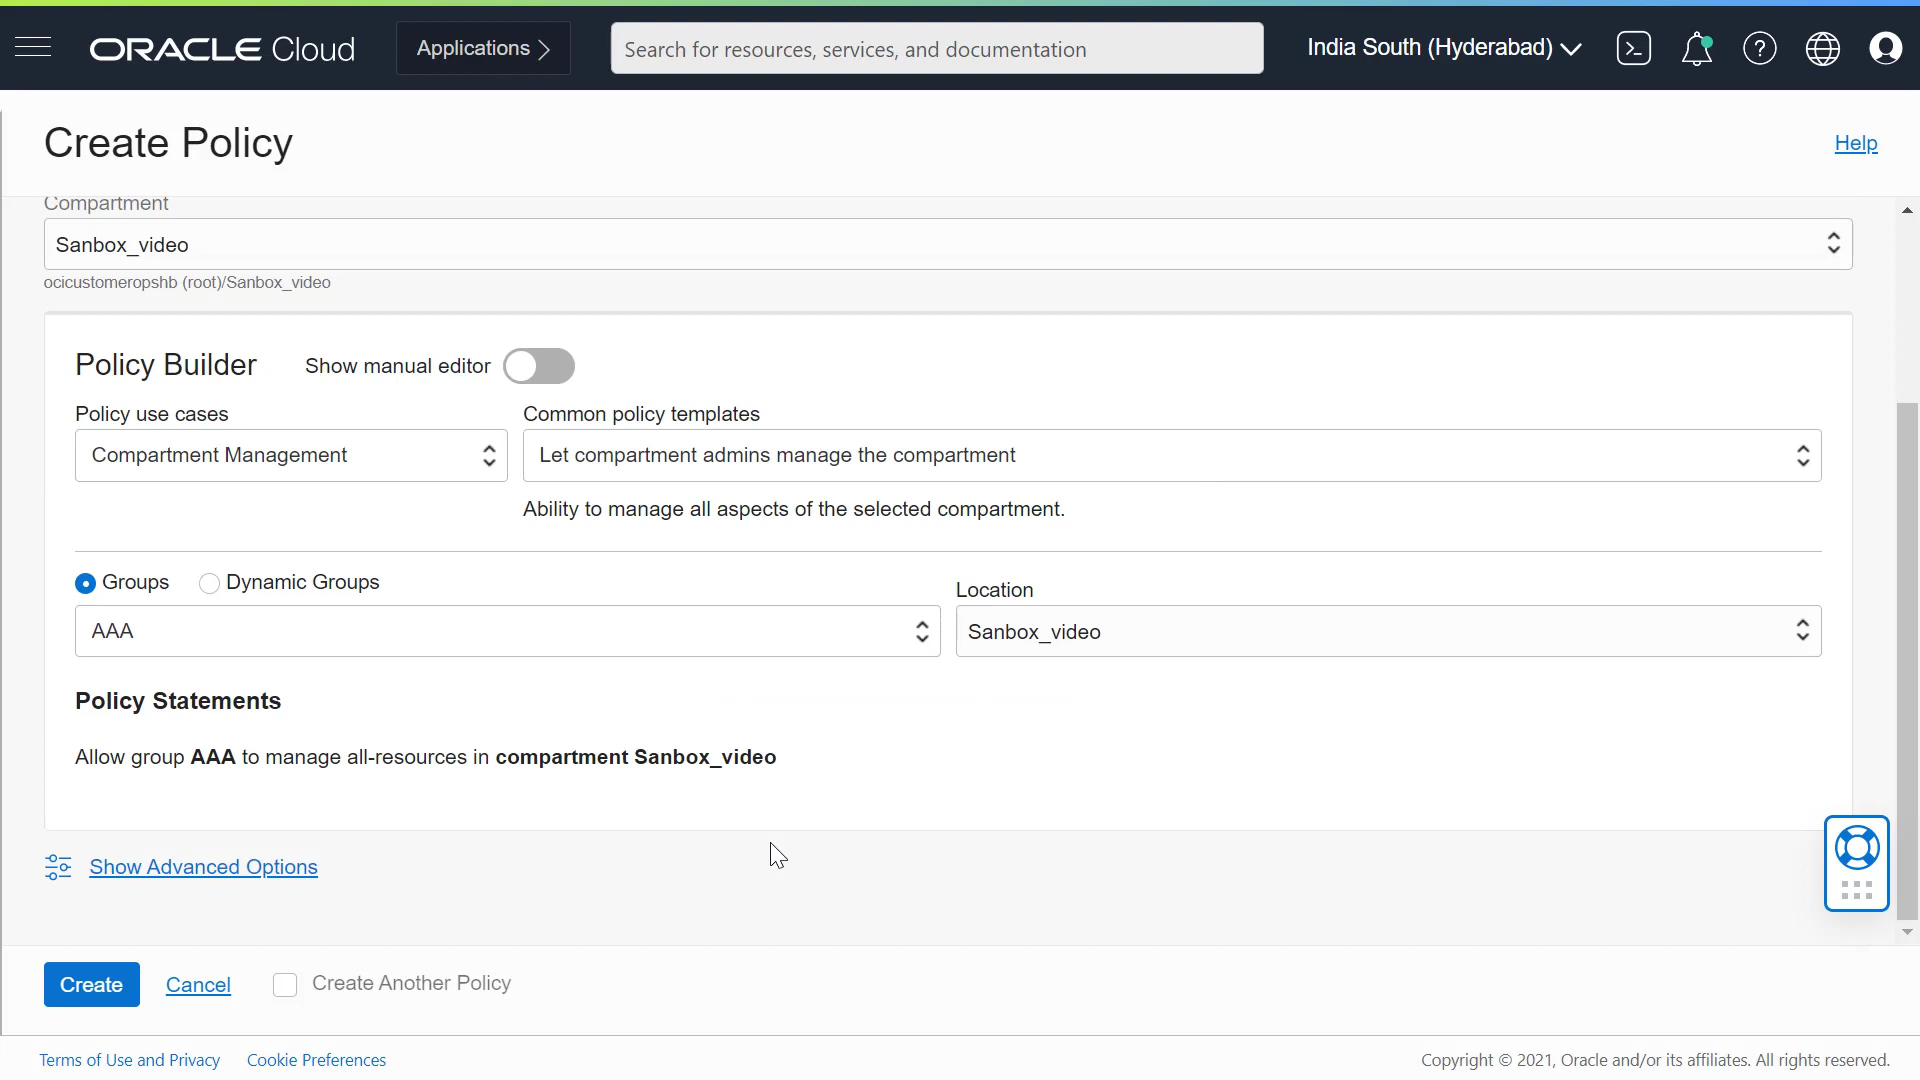 ORACLE Cloud
Applications
Search for resources, services, and documentation
India South (Hyderabad)
Create Policy
Help
Compartment
Sanbox_video
ocicustomeropshb (root)/Sanbox_video
Policy Builder
Show manual editor
Policy use cases
Common policy templates
Compartment Management
Let compartment admins manage the compartment
Ability to manage all aspects of the selected compartment.
Groups
Dynamic Groups
Location
AAA
Sanbox_video
Policy Statements
Allow group AAA to manage all-resources in compartment Sanbox_video
Show Advanced Options
Create
Cancel
Create Another Policy
Terms of Use and Privacy
Cookie Preferences
Copyright © 2021, Oracle and/or its affiliates. All rights reserved.